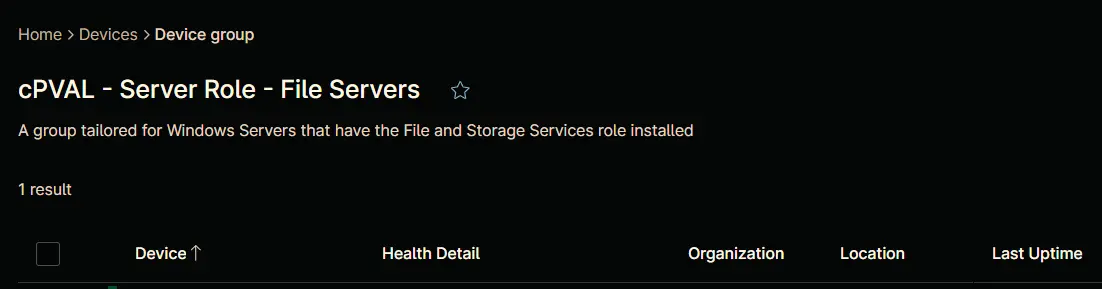 Home > Devices > Device group
cPVAL - Server Role - File Servers
A group tailored for Windows Servers that have the File and Storage Services role installed
1 result
Device ↑ Health Detail Organization Location Last Uptime